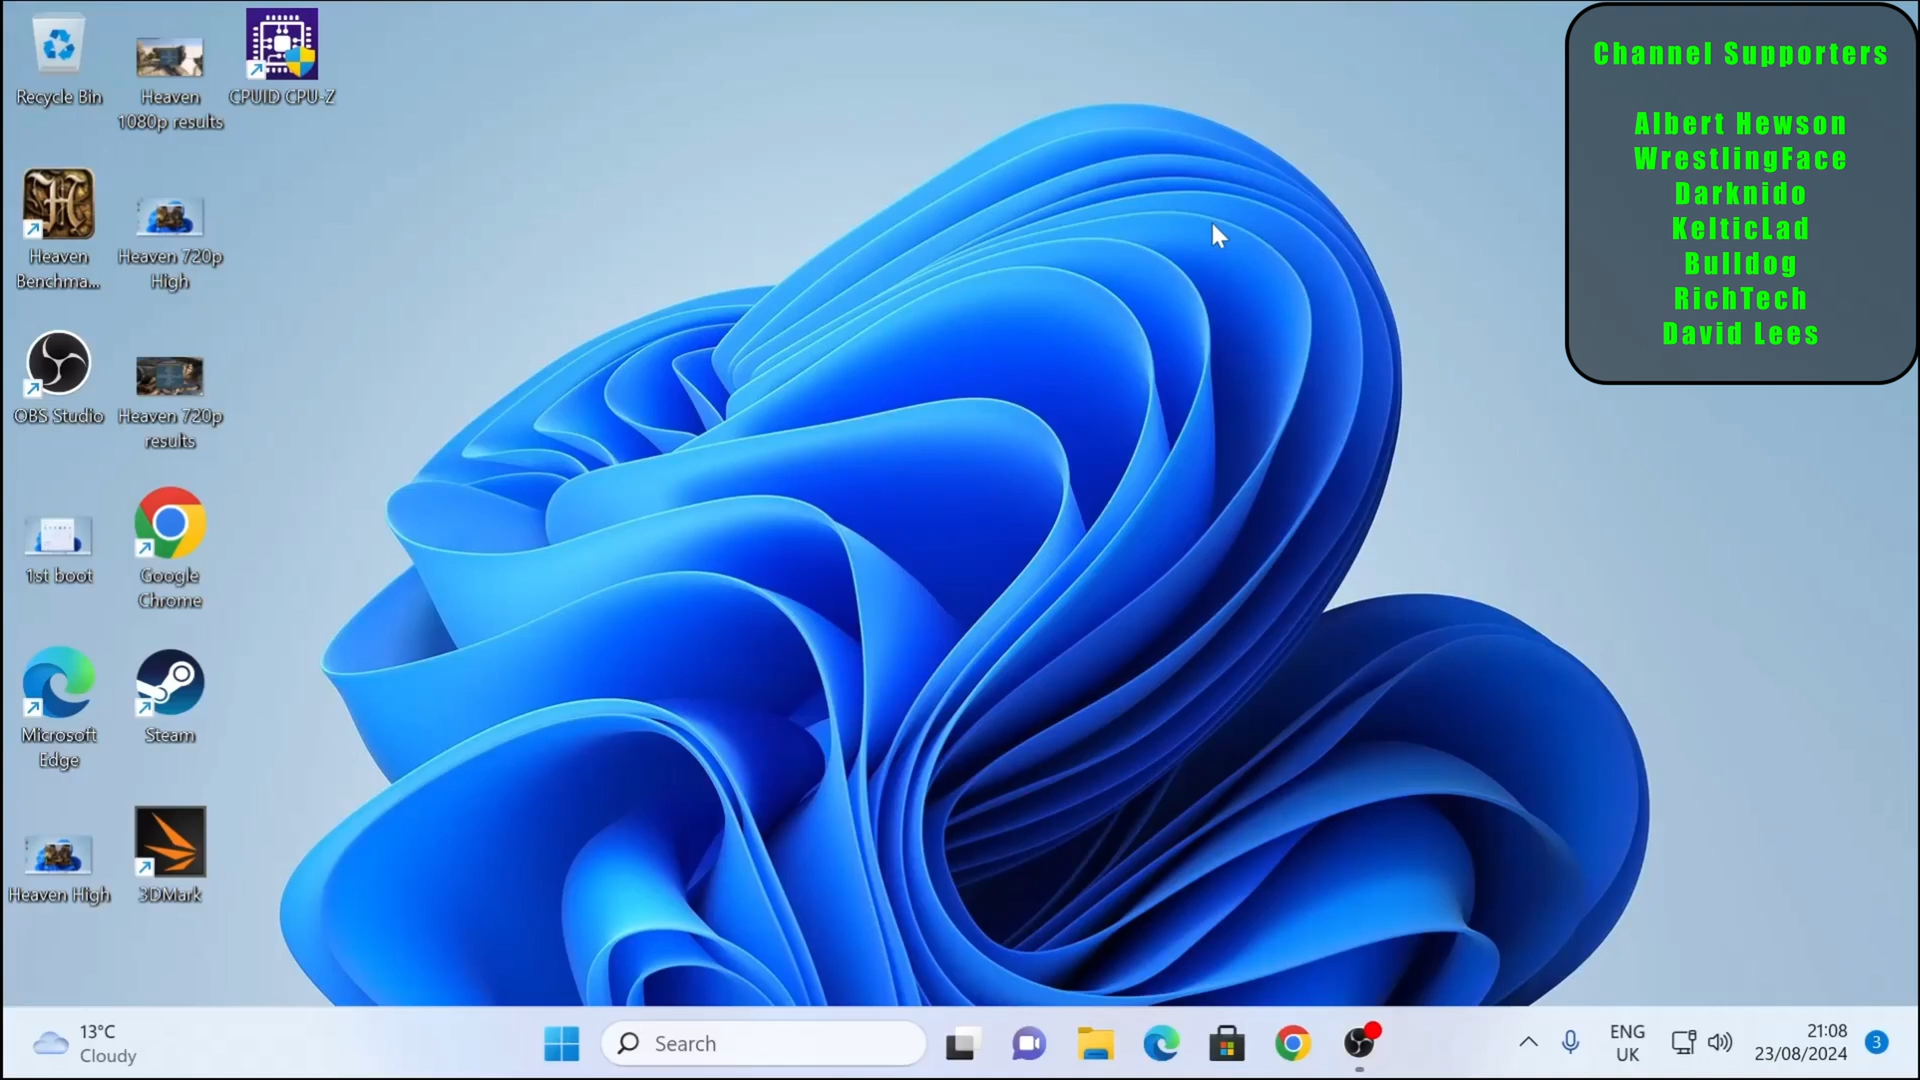 Recycle Bin
Heaven
1080p results
CPUID CPU-Z
Heaven
Benchma...
Heaven 720p
High
OBS Studio
Heaven 720p
results
1st boot
Google
Chrome
Microsoft
Edge
Steam
Heaven High
3DMark
Channel Supporters
Albert Hewson
WrestlingFace
Darknido
KelticLad
Bulldog
RichTech
David Lees
13°C
Cloudy
Search
ENG
UK
21:08
23/08/2024
3